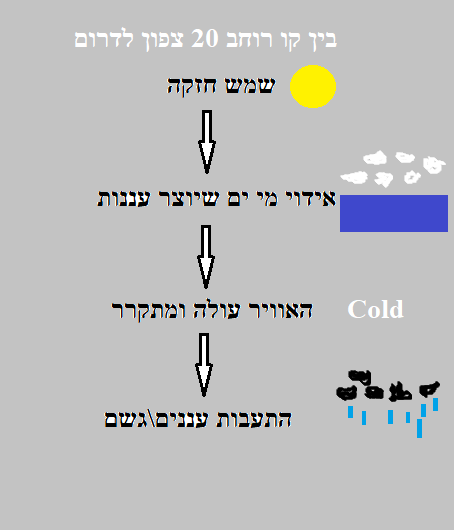 בין קו רוחב 20 צפון לדרום
שמש חזקה
אידוי מי ים שיוצר עננות
האוויר עולה ומתקרר
Cold
התעבות עננים\גשם